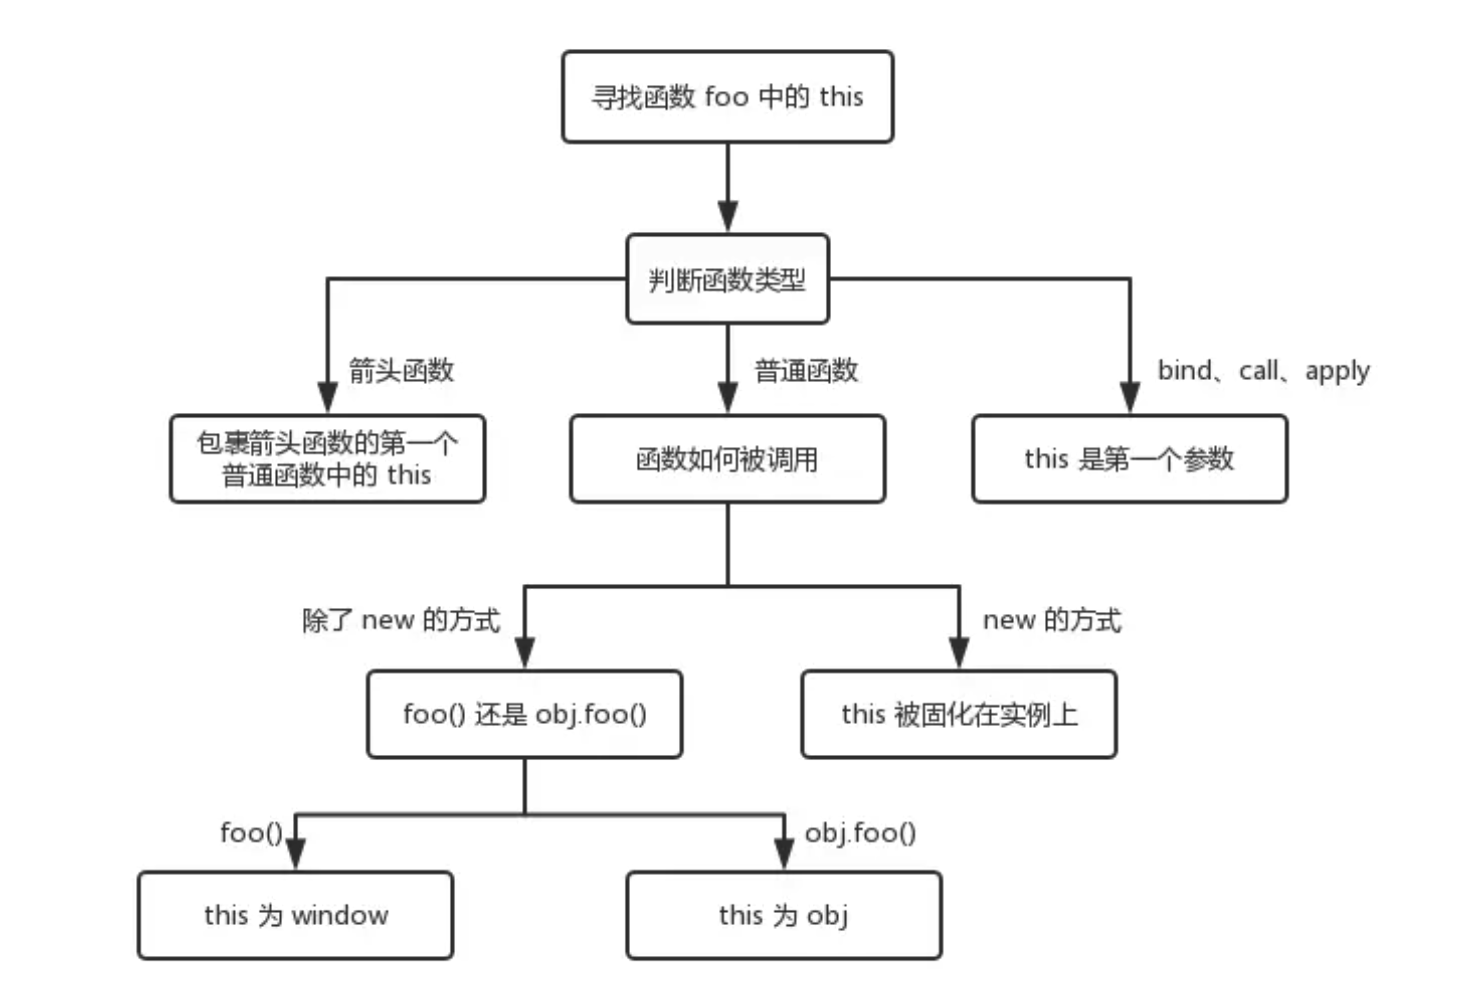 寻找函数 foo 中的 this
判断函数类型
箭头函数
普通函数
bind、call、apply
包裹箭头函数的第一个
普通函数中的 this
函数如何被调用
this 是第一个参数
除了 new 的方式
new 的方式
foo() 还是 obj.foo()
this 被固化在实例上
foo()
obj.foo()
this 为 window
this 为 obj